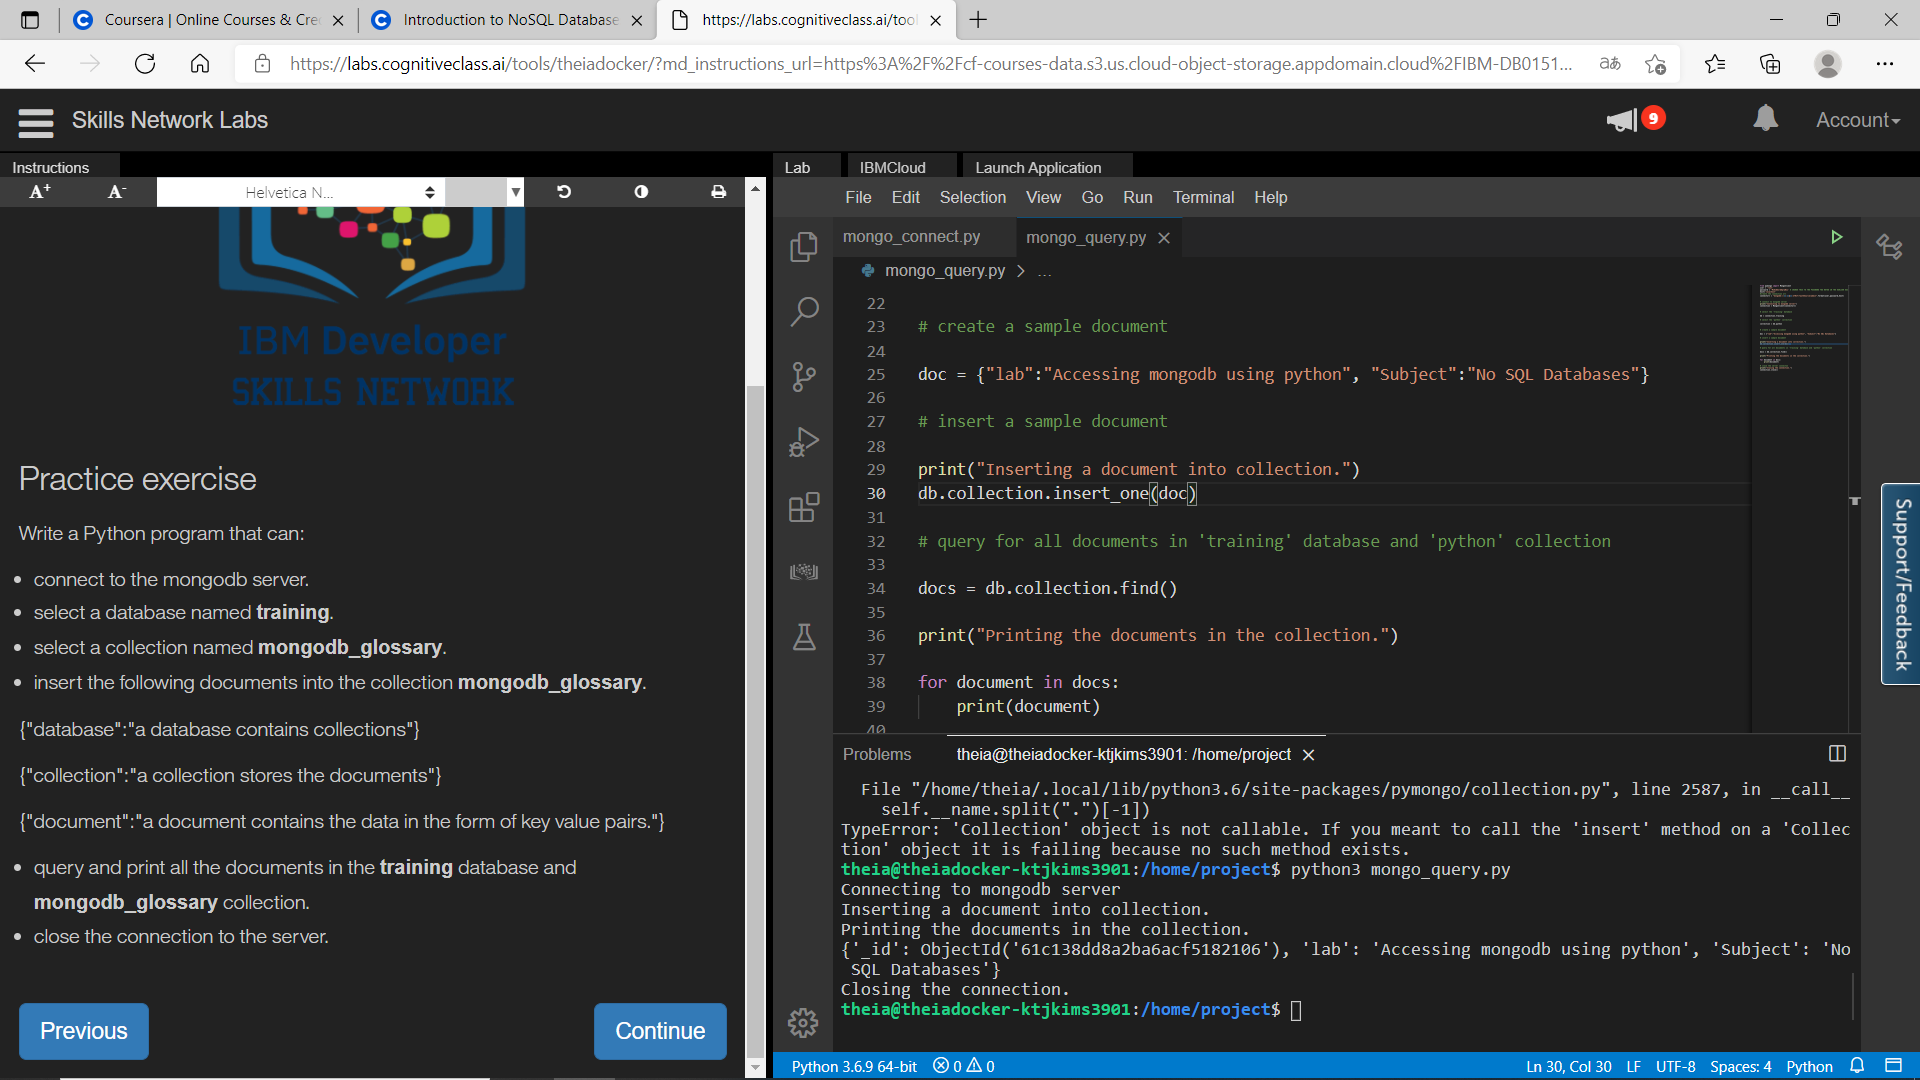 Coursera | Online Courses & Cre
Introduction to NoSQL Database
https://labs.cognitiveclass.ai/tool
https://labs.cognitiveclass.ai/tools/theiadocker/?md_instructions_url=https%3A%2F%2Fcf-courses-data.s3.us.cloud-object-storage.appdomain.cloud%2FIBM-DB0151...
Skills Network Labs
9
Account
Instructions
A+ A- Helvetica N...
IBM Developer
SKILLS NETWORK
Practice exercise
Write a Python program that can:
• connect to the mongodb server.
• select a database named training.
• select a collection named mongodb_glossary.
• insert the following documents into the collection mongodb_glossary.
{"database":"a database contains collections"}
{"collection":"a collection stores the documents"}
{"document":"a document contains the data in the form of key value pairs."}
• query and print all the documents in the training database and
mongodb_glossary collection.
• close the connection to the server.
Previous Continue
Lab IBMCloud Launch Application
File Edit Selection View Go Run Terminal Help
mongo_connect.py mongo_query.py
mongo_query.py > ...
22
23 # create a sample document
24
25 doc = {"lab":"Accessing mongodb using python", "Subject":"No SQL Databases"}
26
27 # insert a sample document
28
29 print("Inserting a document into collection.")
30 db.collection.insert_one(doc)
31
32 # query for all documents in 'training' database and 'python' collection
33
34 docs = db.collection.find()
35
36 print("Printing the documents in the collection.")
37
38 for document in docs:
39 print(document)
40
Problems theia@theiadocker-ktjkims3901: /home/project
File "/home/theia/.local/lib/python3.6/site-packages/pymongo/collection.py", line 2587, in __call__
self.__name.split(".")[-1])
TypeError: 'Collection' object is not callable. If you meant to call the 'insert' method on a 'Collec
tion' object it is failing because no such method exists.
theia@theiadocker-ktjkims3901:/home/project$ python3 mongo_query.py
Connecting to mongodb server
Inserting a document into collection.
Printing the documents in the collection.
{'_id': ObjectId('61c138dd8a2ba6acf5182106'), 'lab': 'Accessing mongodb using python', 'Subject': 'No
SQL Databases'}
Closing the connection.
theia@theiadocker-ktjkims3901:/home/project$
Support/Feedback
Python 3.6.9 64-bit 0 0 Ln 30, Col 30 LF UTF-8 Spaces: 4 Python